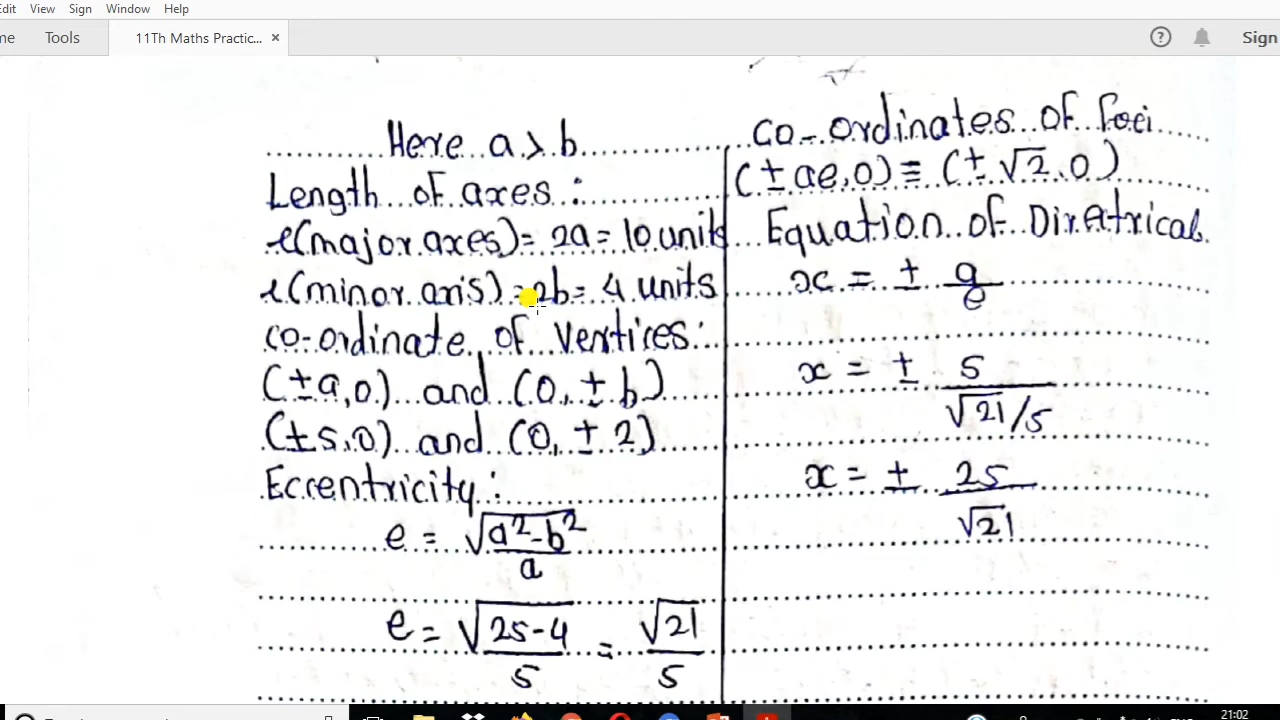 Edit View Sign Window Help
me Tools 11Th Maths Practic... × ? Sign
Here a > b
Length of axes :
l(major axes) = 2a = 10 units
l(minor axis) = 2b = 4 units
co-ordinate of vertices :
(±a, 0) and (0, ±b)
(±5, 0) and (0, ±2)
Eccentricity :
e = √a²-b² / a
e = √25-4 / 5 = √21 / 5
co-ordinates of Foci
(±ae, 0) ≡ (±√2, 0)
Equation of
x = ± a/e
x = ± 5 / √21/5
x = ± 25 / √21
21:02